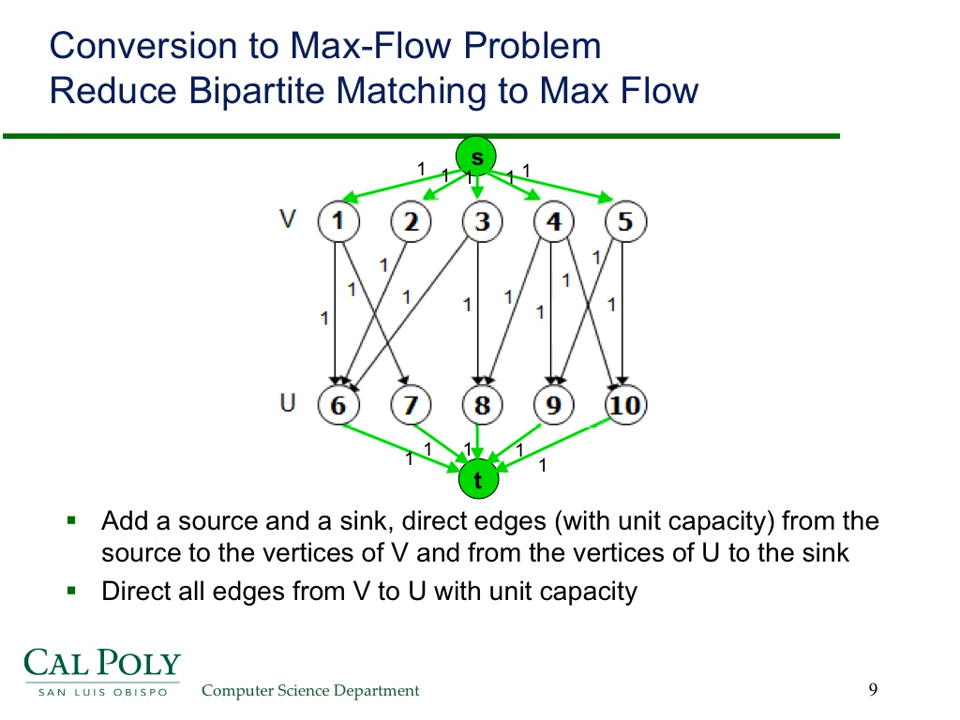 Conversion to Max-Flow Problem
Reduce Bipartite Matching to Max Flow
s
1 1 1 1 1
V 1 2 3 4 5
1 1 1 1 1 1 1 1 1 1
U 6 7 8 9 10
1 1 1 1 1
t
Add a source and a sink, direct edges (with unit capacity) from the
source to the vertices of V and from the vertices of U to the sink
Direct all edges from V to U with unit capacity
CAL POLY
SAN LUIS OBISPO
Computer Science Department
9